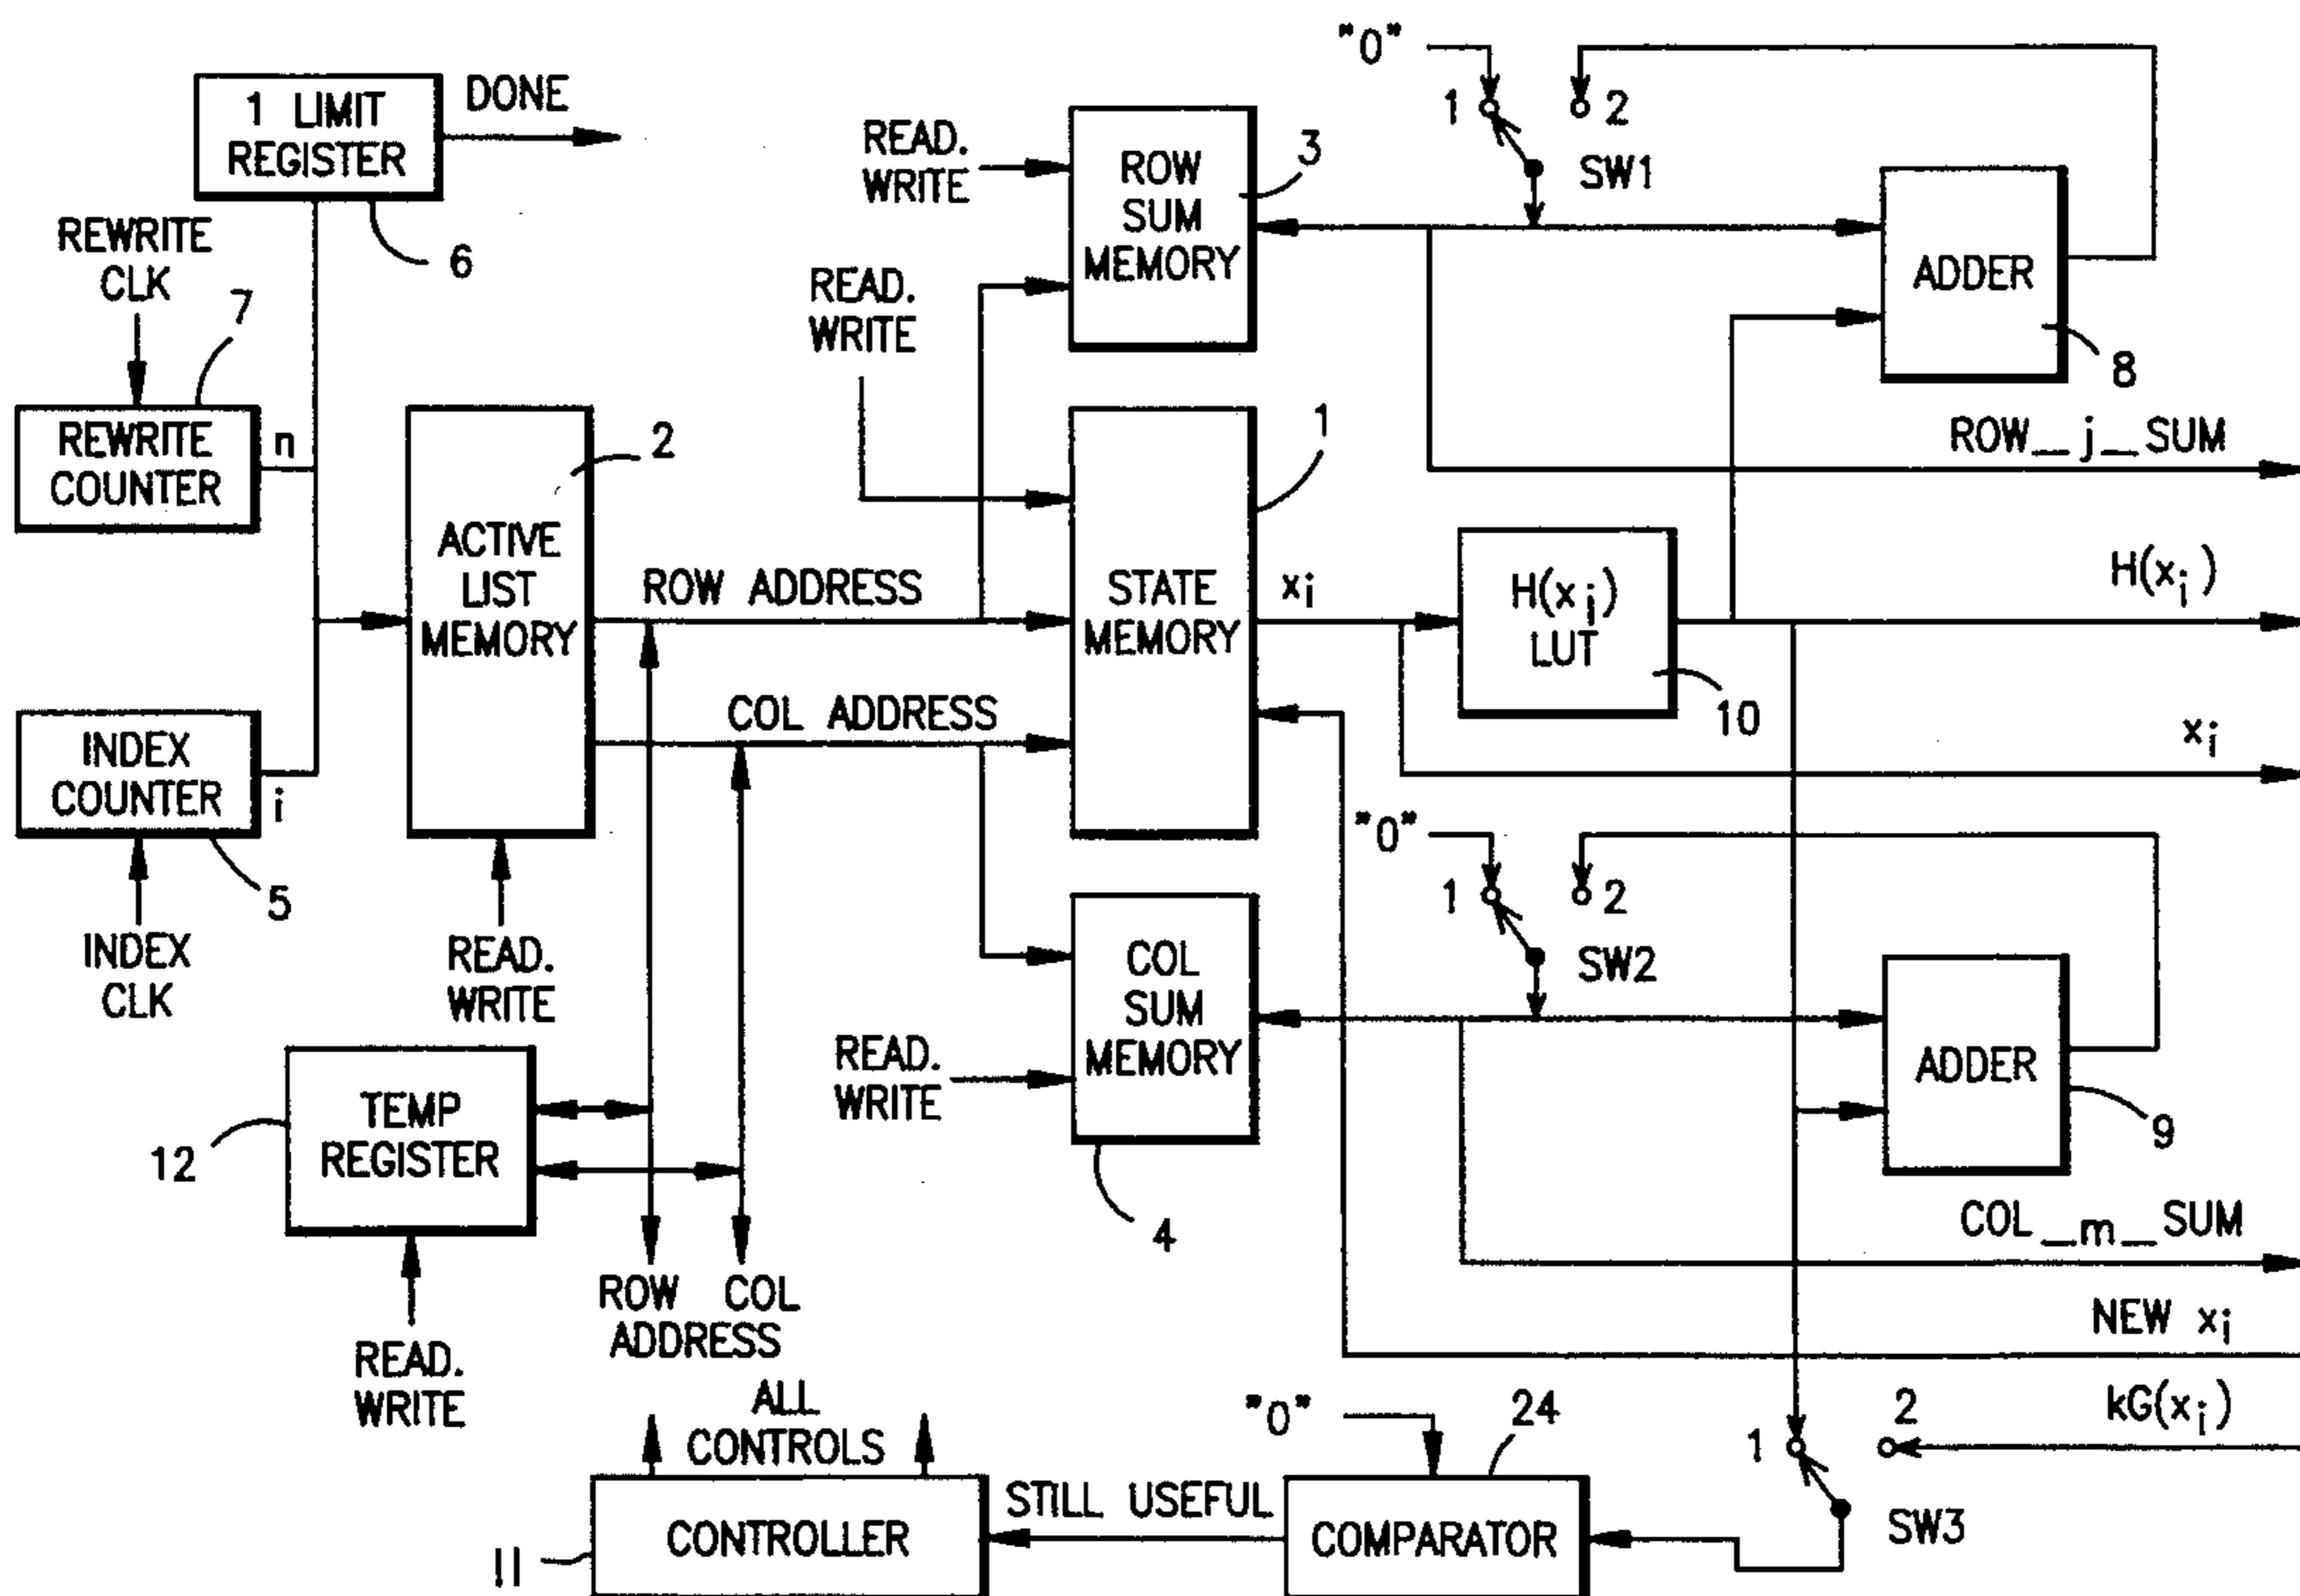 "0"
1
2
SW1
1 LIMIT
REGISTER
DONE
6
READ.
WRITE
ROW
SUM
MEMORY
3
ADDER
8
REWRITE
CLK
7
REWRITE
COUNTER
n
READ.
WRITE
ACTIVE
LIST
MEMORY
2
ROW ADDRESS
COL ADDRESS
STATE
MEMORY
1
xi
H(xi)
LUT
10
ROW_j_SUM
H(xi)
xi
INDEX
COUNTER
i
5
INDEX
CLK
READ.
WRITE
"0"
1
2
SW2
COL
SUM
MEMORY
4
READ.
WRITE
ADDER
9
TEMP
REGISTER
12
READ.
WRITE
ROW COL
ADDRESS
COL_m_SUM
NEW xi
kG(xi)
ALL
CONTROLS
CONTROLLER
11
STILL USEFUL
"0"
24
COMPARATOR
1
2
SW3